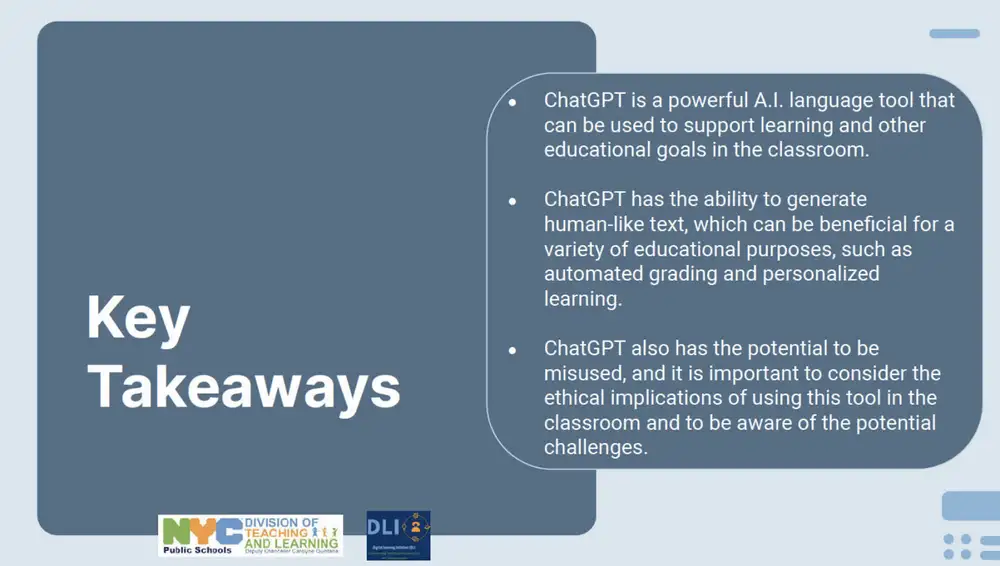 Key
Takeaways
● ChatGPT is a powerful A.I. language tool that
can be used to support learning and other
educational goals in the classroom.
● ChatGPT has the ability to generate
human-like text, which can be beneficial for a
variety of educational purposes, such as
automated grading and personalized
learning.
● ChatGPT also has the potential to be
misused, and it is important to consider the
ethical implications of using this tool in the
classroom and to be aware of the potential
challenges.
NYC
Public Schools
DIVISION OF
TEACHING
AND LEARNING
Deputy Chancellor Carolyne Quintana
DLI